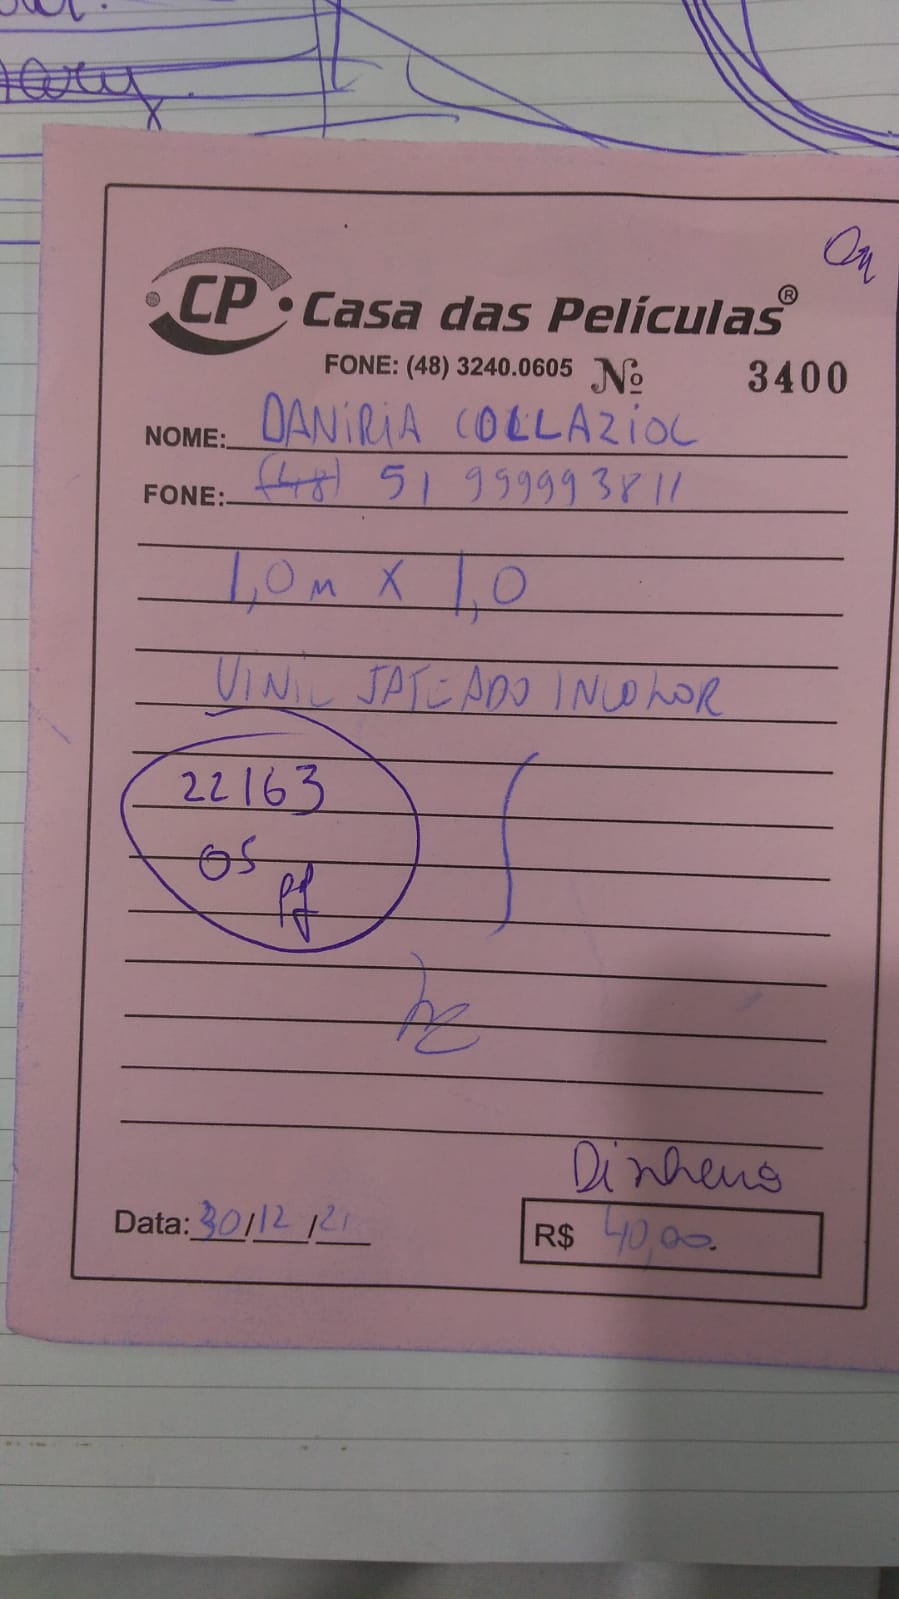 On
CP Casa das Películas®
FONE: (48) 3240.0605 Nº 3400
NOME: DANIRIA COLLAZIOL
FONE: (48) 51 999993811
1,0m x 1,0
VINIL JATEADO INCOLOR
22163
OS
Dinheiro
Data: 30/12/21
R$ 40,00.